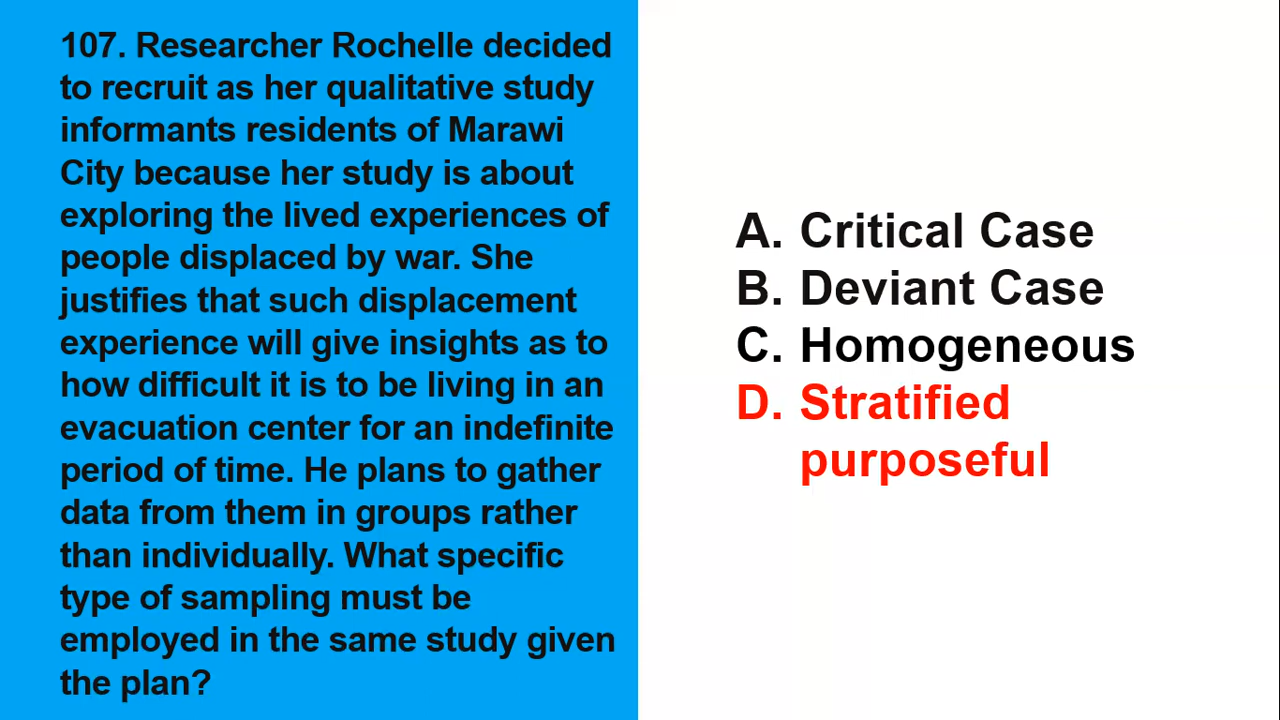 107. Researcher Rochelle decided
to recruit as her qualitative study
informants residents of Marawi
City because her study is about
exploring the lived experiences of
people displaced by war. She
justifies that such displacement
experience will give insights as to
how difficult it is to be living in an
evacuation center for an indefinite
period of time. He plans to gather
data from them in groups rather
than individually. What specific
type of sampling must be
employed in the same study given
the plan?
A. Critical Case
B. Deviant Case
C. Homogeneous
D. Stratified
purposeful